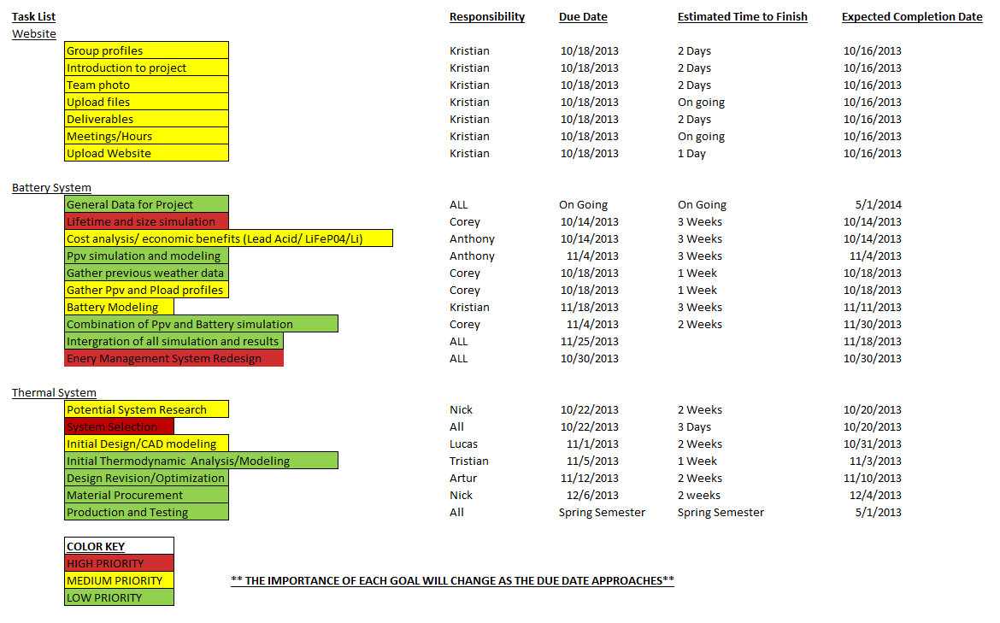 Task List Responsibility Due Date Estimated Time to Finish Expected Completion Date
Website
Group profiles Kristian 10/18/2013 2 Days 10/16/2013
Introduction to project Kristian 10/18/2013 2 Days 10/16/2013
Team photo Kristian 10/18/2013 2 Days 10/16/2013
Upload files Kristian 10/18/2013 On going 10/16/2013
Deliverables Kristian 10/18/2013 2 Days 10/16/2013
Meetings/Hours Kristian 10/18/2013 On going 10/16/2013
Upload Website Kristian 10/18/2013 1 Day 10/16/2013
Battery System
General Data for Project ALL On Going On Going 5/1/2014
Lifetime and size simulation Corey 10/14/2013 3 Weeks 10/14/2013
Cost analysis/ economic benefits (Lead Acid/ LiFeP04/Li) Anthony 10/14/2013 3 Weeks 10/14/2013
Ppv simulation and modeling Anthony 11/4/2013 3 Weeks 11/4/2013
Gather previous weather data Corey 10/18/2013 1 Week 10/18/2013
Gather Ppv and Pload profiles Corey 10/18/2013 1 Week 10/18/2013
Battery Modeling Kristian 11/18/2013 3 Weeks 11/11/2013
Combination of Ppv and Battery simulation Corey 11/4/2013 2 Weeks 11/30/2013
Intergration of all simulation and results ALL 11/25/2013 11/18/2013
Enery Management System Redesign ALL 10/30/2013 10/30/2013
Thermal System
Potential System Research Nick 10/22/2013 2 Weeks 10/20/2013
System Selection All 10/22/2013 3 Days 10/20/2013
Initial Design/CAD modeling Lucas 11/1/2013 2 Weeks 10/31/2013
Initial Thermodynamic Analysis/Modeling Tristian 11/5/2013 1 Week 11/3/2013
Design Revision/Optimization Artur 11/12/2013 2 Weeks 11/10/2013
Material Procurement Nick 12/6/2013 2 weeks 12/4/2013
Production and Testing All Spring Semester Spring Semester 5/1/2013
COLOR KEY
HIGH PRIORITY
MEDIUM PRIORITY ** THE IMPORTANCE OF EACH GOAL WILL CHANGE AS THE DUE DATE APPROACHES**
LOW PRIORITY